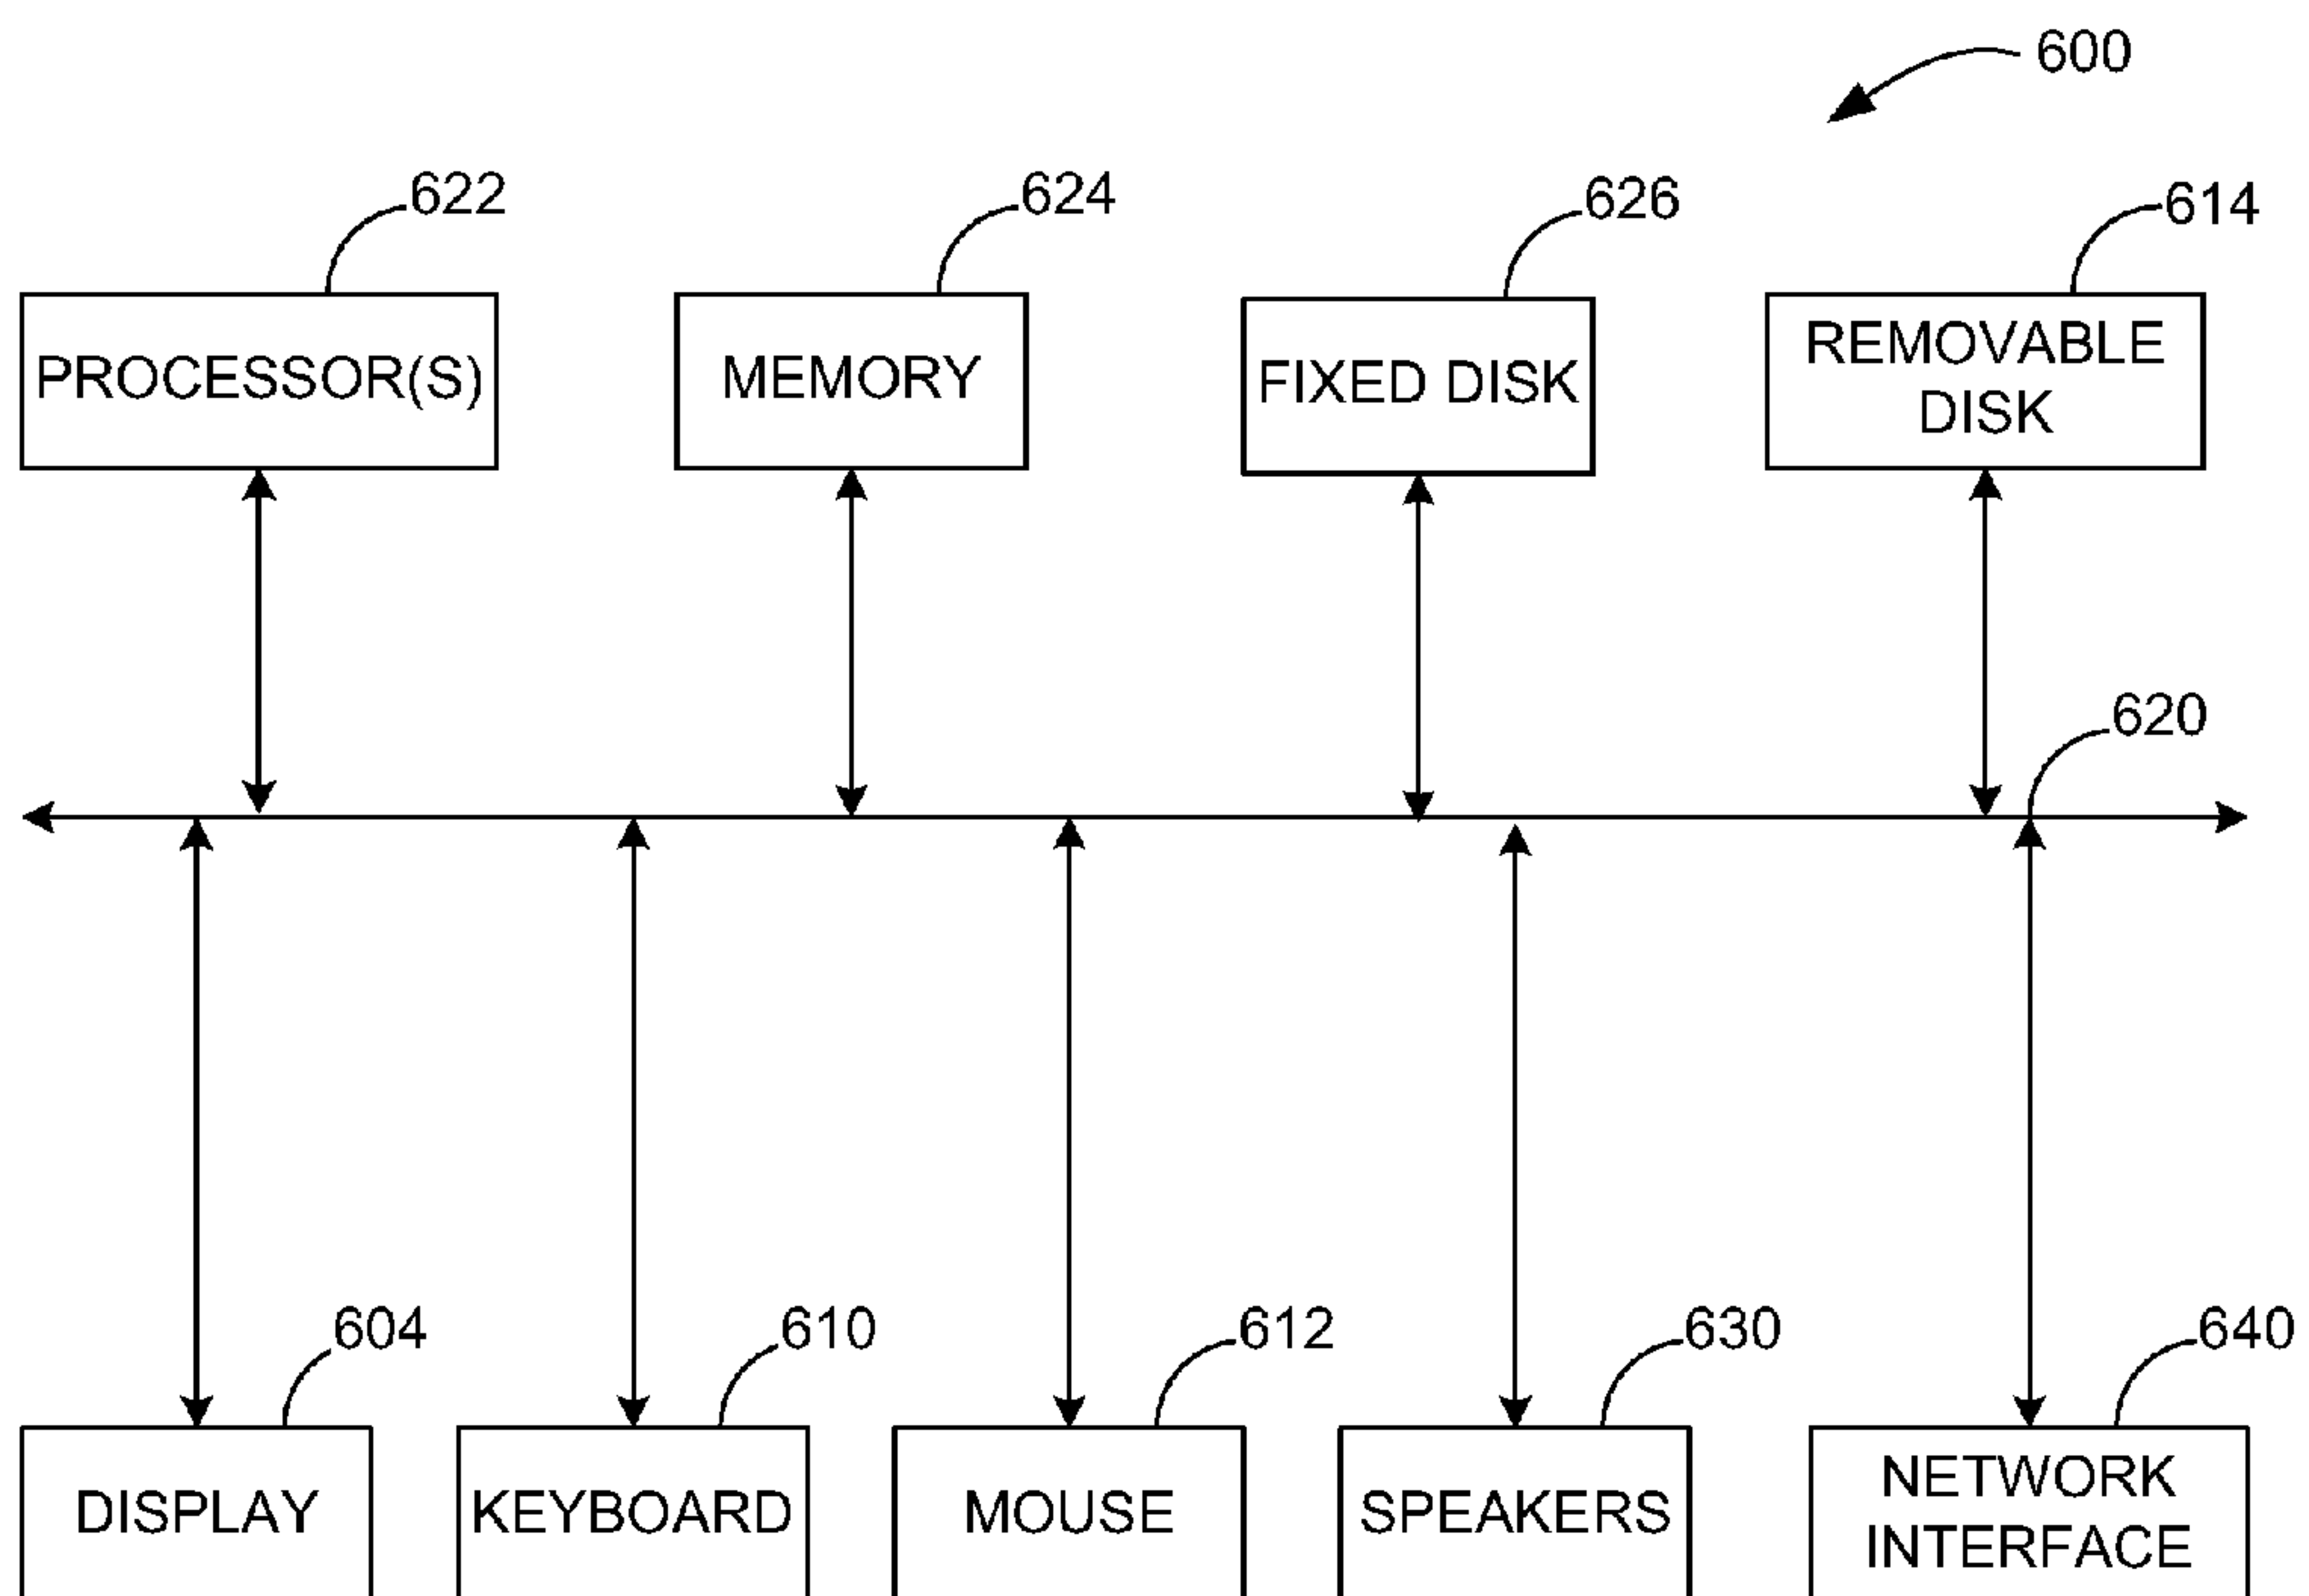 600
622
624
626
614
PROCESSOR(S)
MEMORY
FIXED DISK
REMOVABLE
DISK
620
604
610
612
630
640
DISPLAY
KEYBOARD
MOUSE
SPEAKERS
NETWORK
INTERFACE